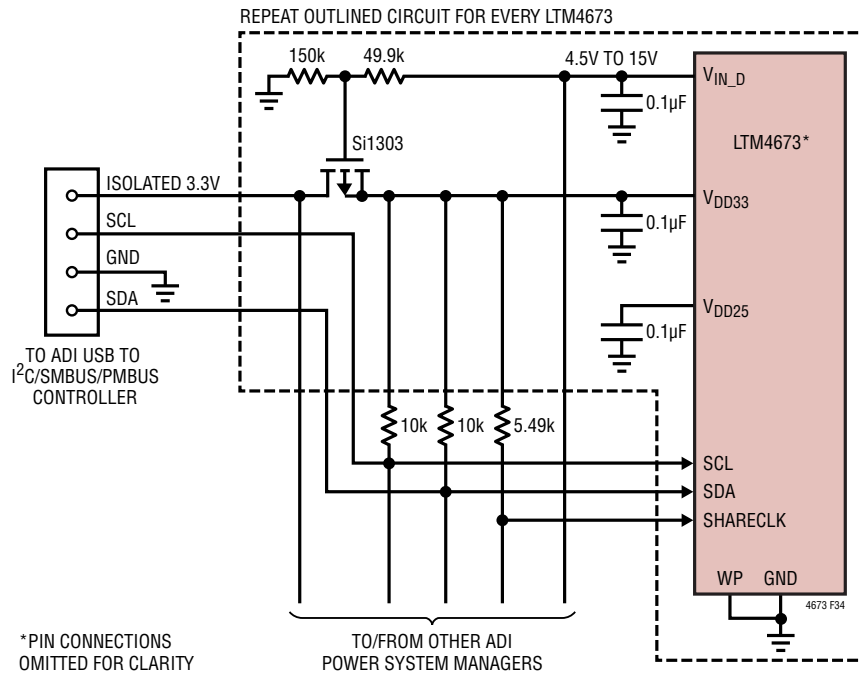 REPEAT OUTLINED CIRCUIT FOR EVERY LTM4673
150k
49.9k
4.5V TO 15V
VIN_D
0.1µF
LTM4673*
Si1303
ISOLATED 3.3V
VDD33
SCL
0.1µF
GND
SDA
VDD25
0.1µF
TO ADI USB TO
I2C/SMBUS/PMBUS
CONTROLLER
10k
10k
5.49k
SCL
SDA
SHARECLK
WP
GND
4673 F34
*PIN CONNECTIONS
OMITTED FOR CLARITY
TO/FROM OTHER ADI
POWER SYSTEM MANAGERS